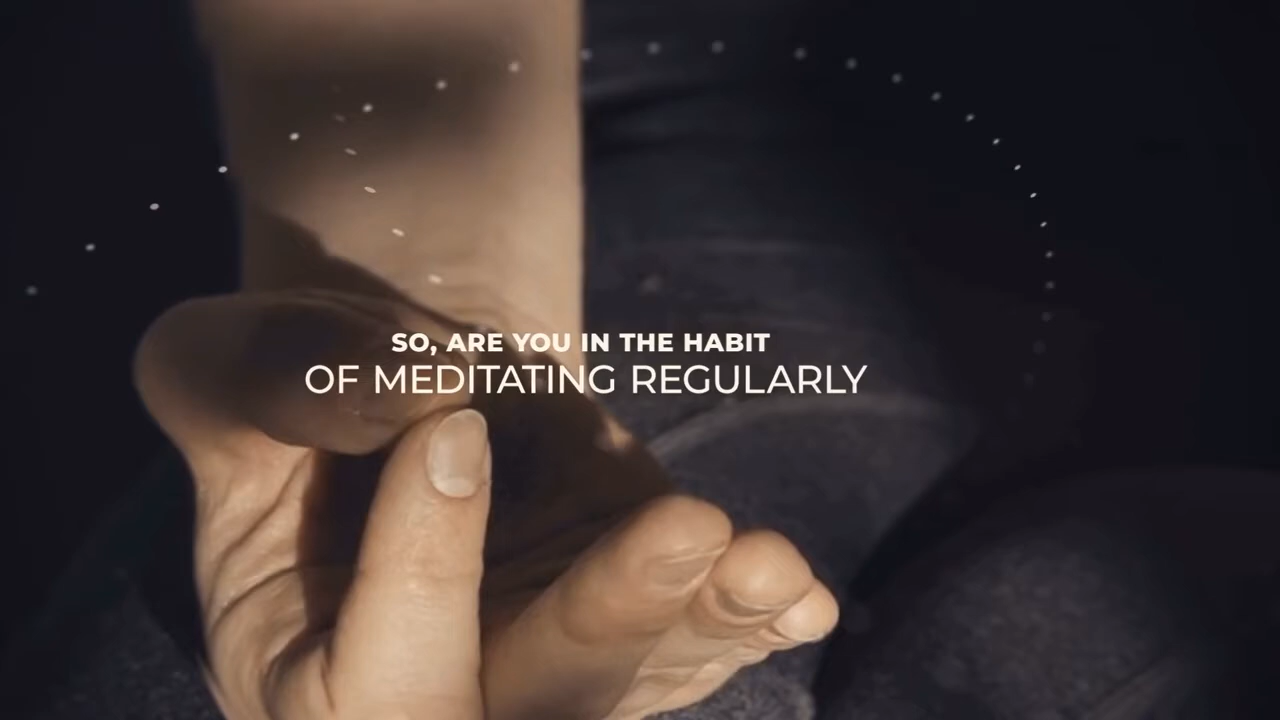 SO, ARE YOU IN THE HABIT
OF MEDITATING REGULARLY